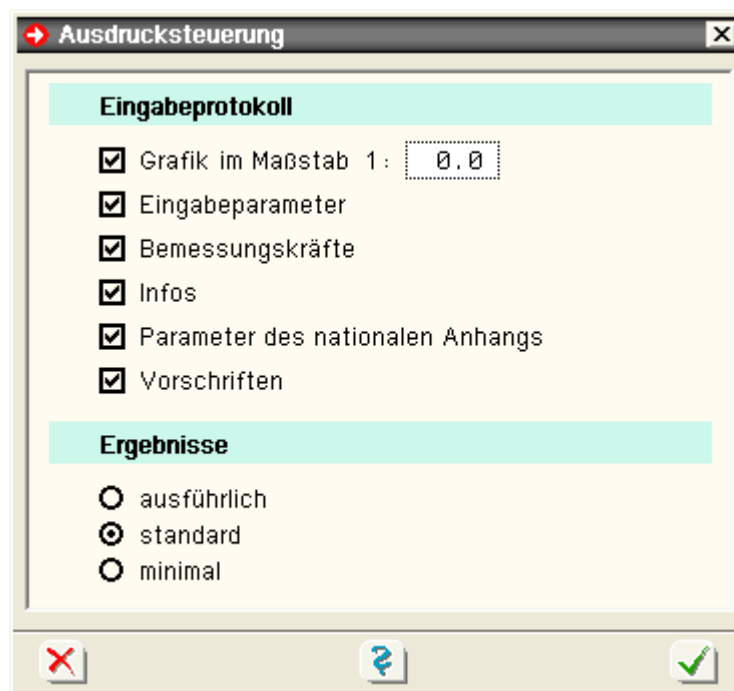 Ausdrucksteuerung
Eingabeprotokoll
Grafik im Maßstab 1: 0.0
Eingabeparameter
Bemessungskräfte
Infos
Parameter des nationalen Anhangs
Vorschriften
Ergebnisse
ausführlich
standard
minimal